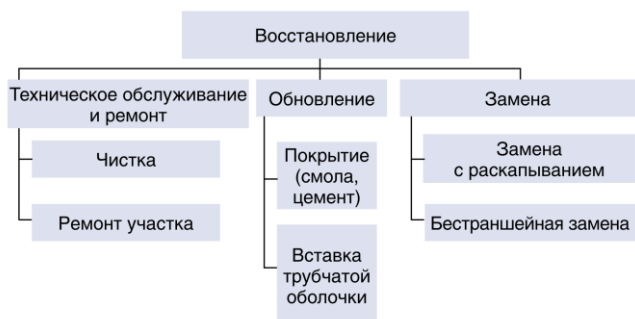 Восстановление
Техническое обслуживание
и ремонт
Чистка
Ремонт участка
Обновление
Покрытие
(смола,
цемент)
Вставка
трубчатой
оболочки
Замена
Замена
с раскапыванием
Бестраншейная замена